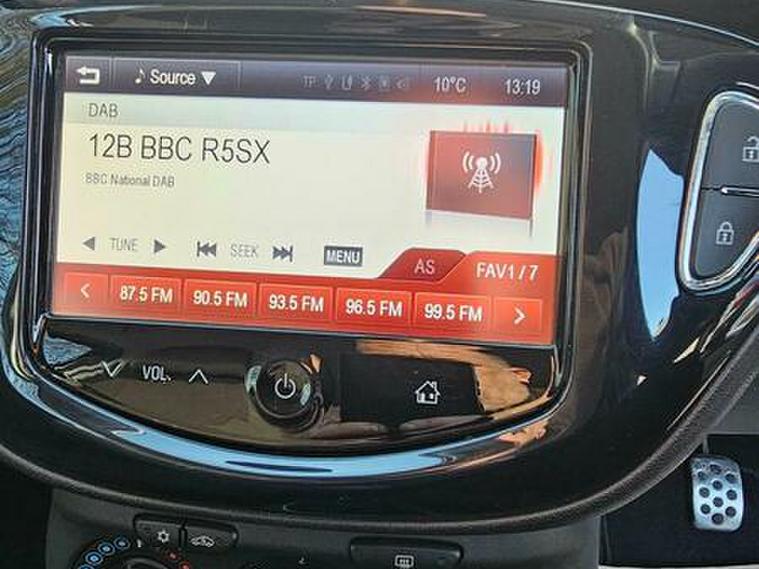 Source TP 10°C 13:19
DAB
12B BBC R5SX
BBC National DAB
TUNE SEEK MENU AS FAV1 / 7
87.5 FM 90.5 FM 93.5 FM 96.5 FM 99.5 FM
VOL.